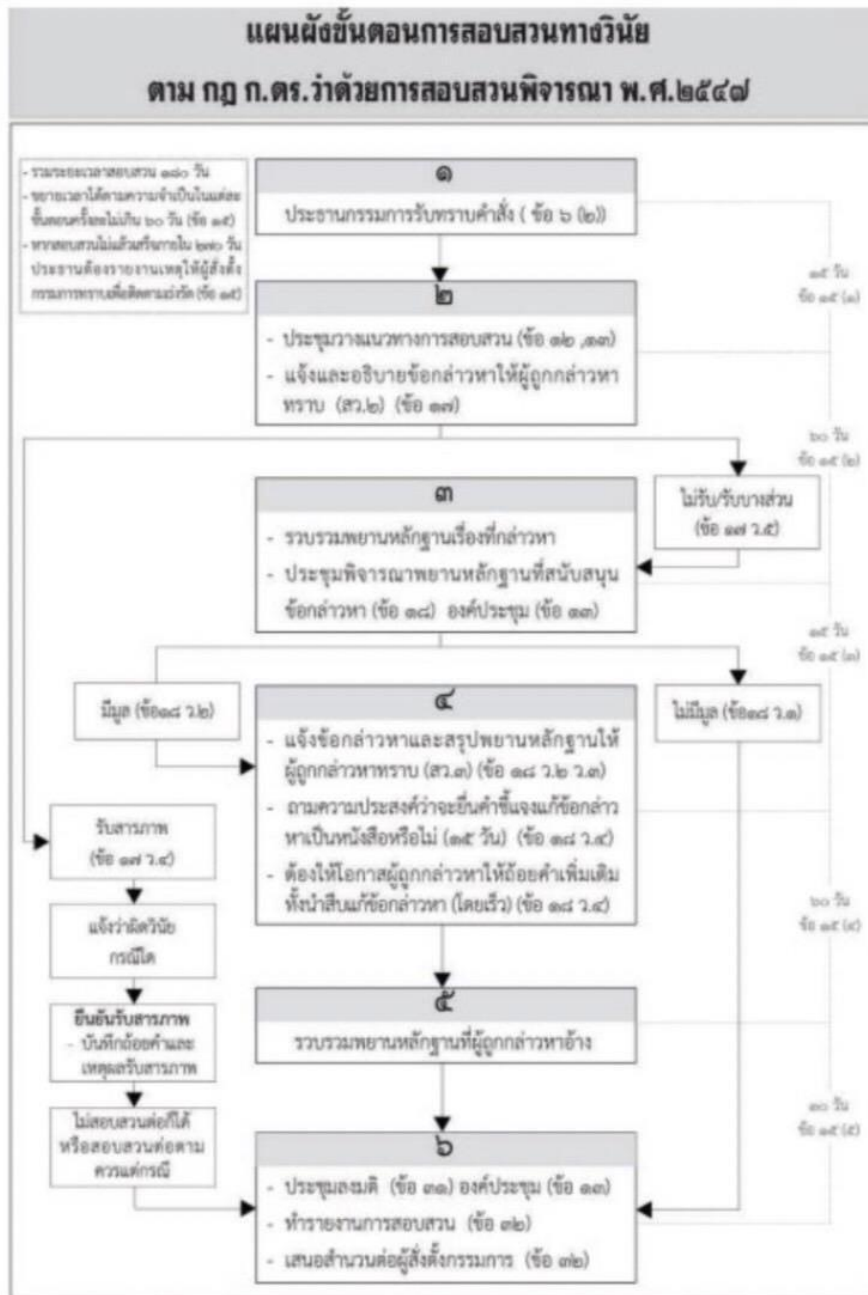 แผนผังขั้นตอนการสอบสวนทางวินัย
ตาม กฎ ก.ตร.ว่าด้วยการสอบสวนพิจารณา พ.ศ.๒๕๔๗
- รวมระยะเวลาสอบสวน ๑๘๐ วัน
- ขยายเวลาได้ตามความจำเป็นในแต่ละ
ขั้นตอนครั้งละไม่เกิน ๖๐ วัน (ข้อ ๑๕)
- หากสอบสวนไม่แล้วเสร็จภายใน ๒๗๐ วัน
ประธานต้องรายงานเหตุให้ผู้สั่งตั้ง
กรรมการทราบเพื่อติดตามเร่งรัด (ข้อ ๑๕)
๑
ประธานกรรมการรับทราบคำสั่ง ( ข้อ ๖ (๒))
๑๕ วัน
ข้อ ๑๕ (๑)
๒
- ประชุมวางแนวทางการสอบสวน (ข้อ ๑๒ ,๑๓)
- แจ้งและอธิบายข้อกล่าวหาให้ผู้ถูกกล่าวหา
ทราบ (สว.๒) (ข้อ ๑๗)
๖๐ วัน
ข้อ ๑๕ (๒)
ไม่รับ/รับบางส่วน
(ข้อ ๑๗ ว.๕)
๓
- รวบรวมพยานหลักฐานเรื่องที่กล่าวหา
- ประชุมพิจารณาพยานหลักฐานที่สนับสนุน
ข้อกล่าวหา (ข้อ ๑๘) องค์ประชุม (ข้อ ๑๓)
๑๕ วัน
ข้อ ๑๕ (๓)
มีมูล (ข้อ๑๘ ว.๒)
ไม่มีมูล (ข้อ๑๘ ว.๑)
๔
- แจ้งข้อกล่าวหาและสรุปพยานหลักฐานให้
ผู้ถูกกล่าวหาทราบ (สว.๓) (ข้อ ๑๘ ว.๒ ว.๓)
- ถามความประสงค์ว่าจะยื่นคำชี้แจงแก้ข้อกล่าว
หาเป็นหนังสือหรือไม่ (๑๕ วัน) (ข้อ ๑๘ ว.๔)
- ต้องให้โอกาสผู้ถูกกล่าวหาให้ถ้อยคำเพิ่มเติม
ทั้งนำสืบแก้ข้อกล่าวหา (โดยเร็ว) (ข้อ ๑๘ ว.๔)
๖๐ วัน
ข้อ ๑๕ (๔)
รับสารภาพ
(ข้อ ๑๗ ว.๔)
แจ้งว่าผิดวินัย
กรณีใด
ยืนยันรับสารภาพ
- บันทึกถ้อยคำและ
เหตุผลรับสารภาพ
ไม่สอบสวนต่อก็ได้
หรือสอบสวนต่อตาม
ควรแต่กรณี
๕
รวบรวมพยานหลักฐานที่ผู้ถูกกล่าวหาอ้าง
๓๐ วัน
ข้อ ๑๕ (๕)
๖
- ประชุมลงมติ (ข้อ ๓๑) องค์ประชุม (ข้อ ๑๓)
- ทำรายงานการสอบสวน (ข้อ ๓๒)
- เสนอสำนวนต่อผู้สั่งตั้งกรรมการ (ข้อ ๓๒)